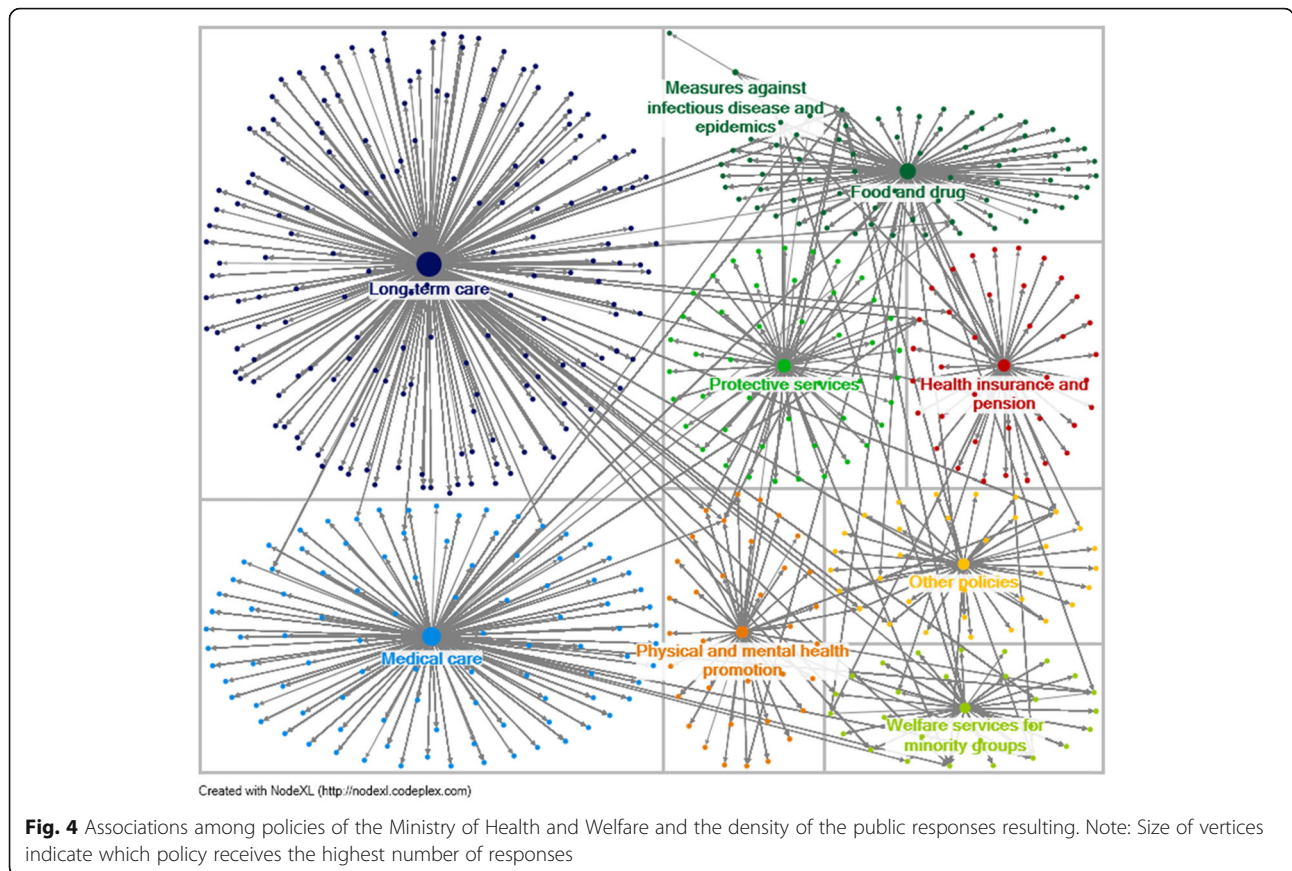 Measures against
infectious disease and
epidemics
Food and drug
Long-term care
Protective services
Health insurance and
pension
Other policies
Medical care
Physical and mental health
promotion
Welfare services for
minority groups
Created with NodeXL (http://nodexl.codeplex.com)
Fig. 4 Associations among policies of the Ministry of Health and Welfare and the density of the public responses resulting. Note: Size of vertices
indicate which policy receives the highest number of responses